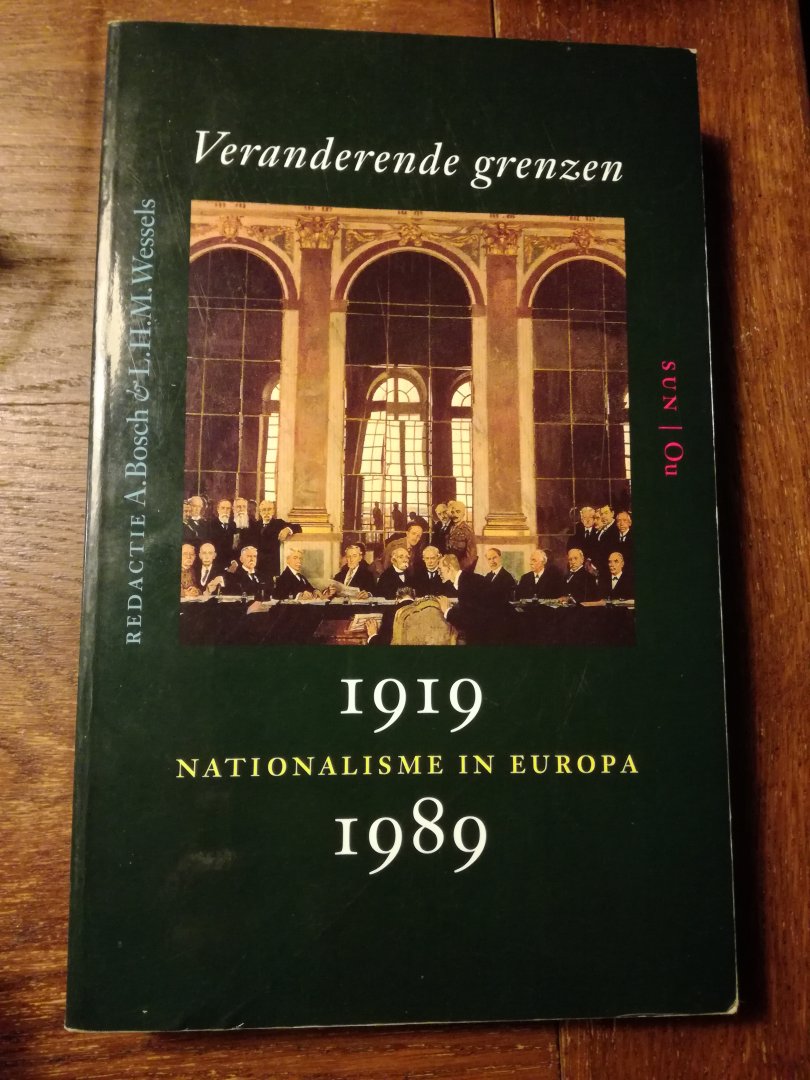 Veranderende grenzen
REDACTIE A. Bosch & L.H.M. Wessels
SUN | Ou
1919
NATIONALISME IN EUROPA
1989